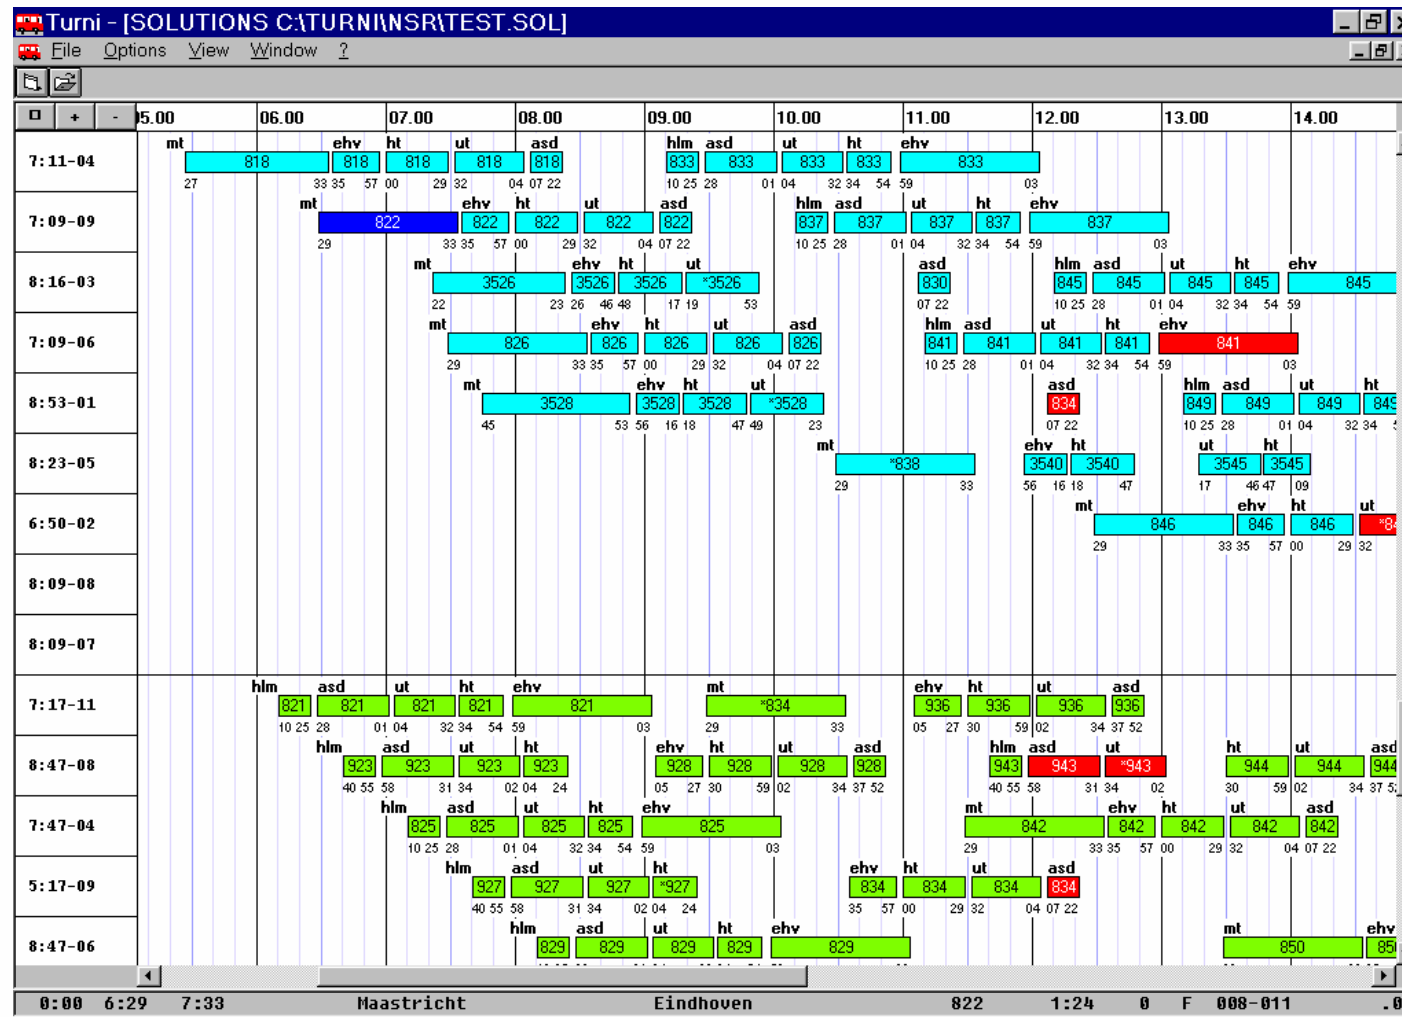 Turni - [SOLUTIONS C:\TURNI\NSR\TEST.SOL]
File Options View Window ?
+ - 05.00 06.00 07.00 08.00 09.00 10.00 11.00 12.00 13.00 14.00
mt ehv ht ut asd hlm asd ut ht ehv
7:11-04 818 818 818 818 818 833 833 833 833 833
27 33 35 57 00 29 32 04 07 22 10 25 28 01 04 32 34 54 59 03
mt ehv ht ut asd hlm asd ut ht ehv
7:09-09 822 822 822 822 822 837 837 837 837 837
29 33 35 57 00 29 32 04 07 22 10 25 28 01 04 32 34 54 59 03
mt ehv ht ut asd hlm asd ut ht ehv
8:16-03 3526 3526 3526 *3526 830 845 845 845 845 845
22 23 26 46 48 17 19 53 07 22 10 25 28 01 04 32 34 54 59
mt ehv ht ut asd hlm asd ut ht ehv
7:09-06 826 826 826 826 826 841 841 841 841 841
29 33 35 57 00 29 32 04 07 22 10 25 28 01 04 32 34 54 59 03
mt ehv ht ut asd hlm asd ut ht
8:53-01 3528 3528 3528 *3528 834 849 849 849 849
45 53 56 16 18 47 49 23 07 22 10 25 28 01 04 32 34
mt ehv ht ut ht
8:23-05 *838 3540 3540 3545 3545
29 33 56 16 18 47 17 46 47 09
mt ehv ht ut
6:50-02 846 846 846 *84
29 33 35 57 00 29 32
8:09-08
8:09-07
hlm asd ut ht ehv mt ehv ht ut asd
7:17-11 821 821 821 821 821 *834 936 936 936 936
10 25 28 01 04 32 34 54 59 03 29 33 05 27 30 59 02 34 37 52
hlm asd ut ht ehv ht ut asd hlm asd ut ht ut asd
8:47-08 923 923 923 923 928 928 928 928 943 943 *943 944 944 944
40 55 58 31 34 02 04 24 05 27 30 59 02 34 37 52 40 55 58 31 34 02 30 59 02 34 37 52
hlm asd ut ht ehv mt ehv ht ut asd
7:47-04 825 825 825 825 825 842 842 842 842 842
10 25 28 01 04 32 34 54 59 03 29 33 35 57 00 29 32 04 07 22
hlm asd ut ht ehv ht ut asd
5:17-09 927 927 927 *927 834 834 834 834
40 55 58 31 34 02 04 24 35 57 00 29 32 04 07 22
hlm asd ut ht ehv mt ehv
8:47-06 829 829 829 829 829 850 850
0:00 6:29 7:33 Maastricht Eindhoven 822 1:24 0 F 008-011 .0